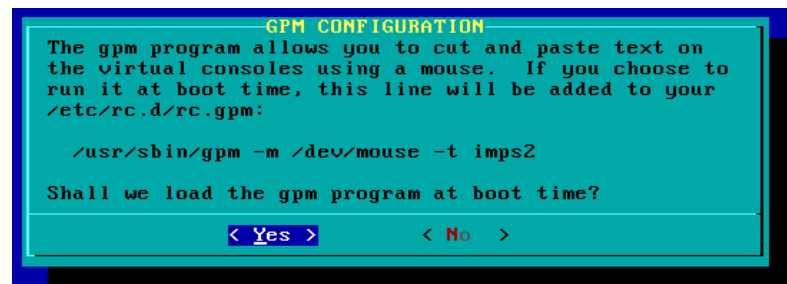 GPM CONFIGURATION
The gpm program allows you to cut and paste text on
the virtual consoles using a mouse.  If you choose to
run it at boot time, this line will be added to your
/etc/rc.d/rc.gpm:
/usr/sbin/gpm -m /dev/mouse -t imps2
Shall we load the gpm program at boot time?
< Yes > < No >